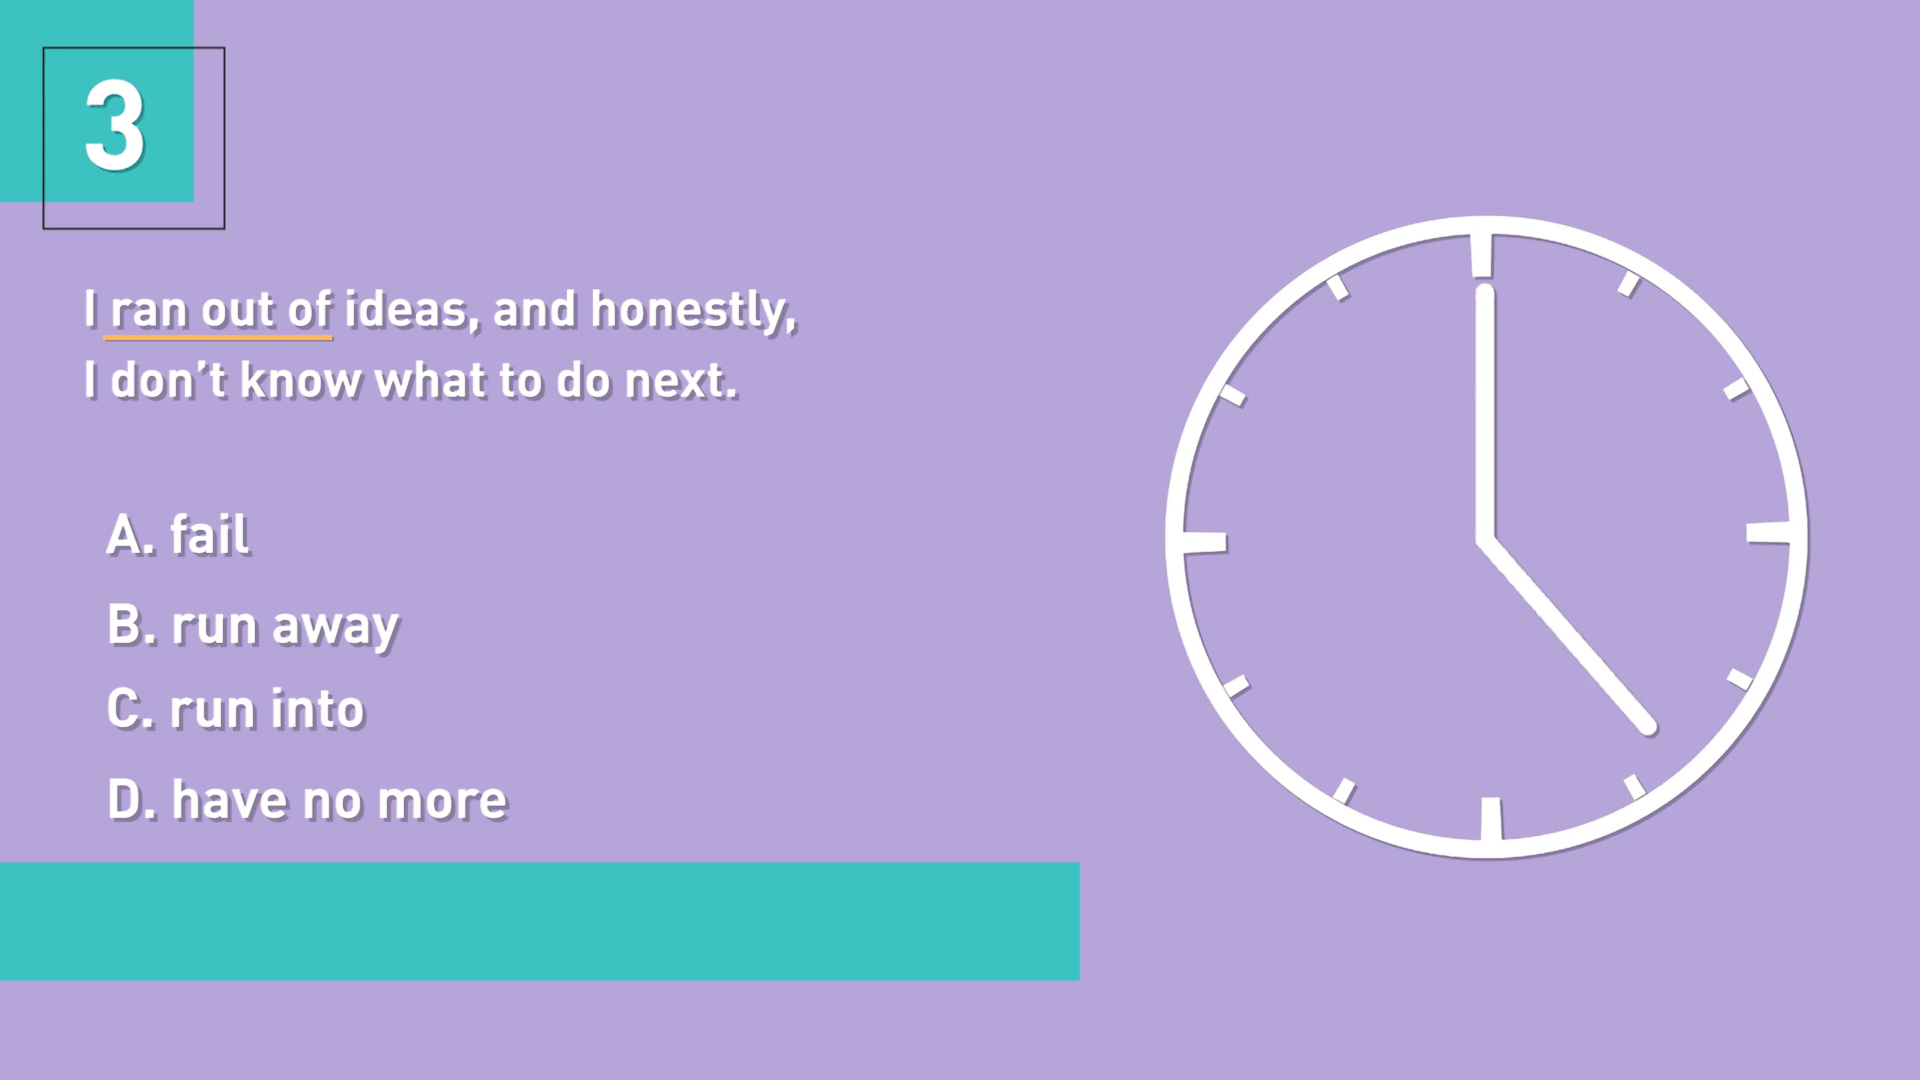 3
I ran out of ideas, and honestly,
I don’t know what to do next.
A. fail
B. run away
C. run into
D. have no more